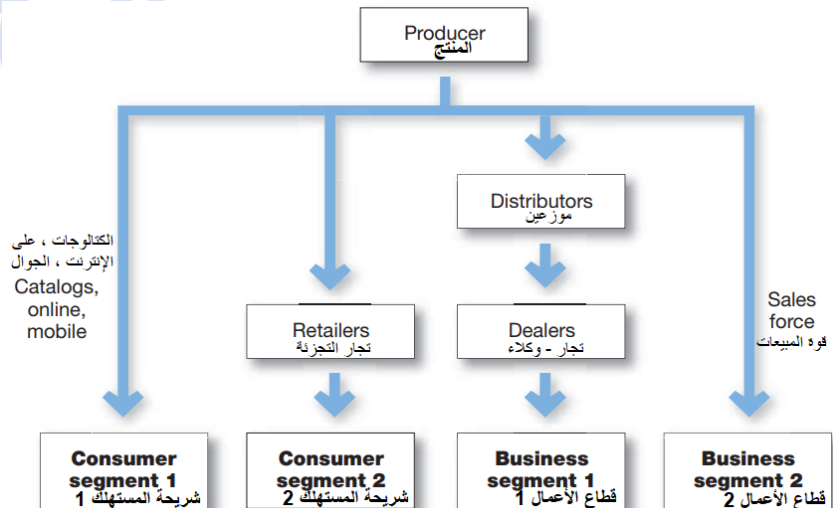 Producer
المنتج
Distributors
موزعين
الكتالوجات ، على
الإنترنت ، الجوال
Catalogs,
online,
mobile
Retailers
تجار التجزئة
Dealers
تجار - وكلاء
Sales
force
قوة المبيعات
Consumer
segment 1
شريحة المستهلك 1
Consumer
segment 2
شريحة المستهلك 2
Business
segment 1
قطاع الأعمال 1
Business
segment 2
قطاع الأعمال 2